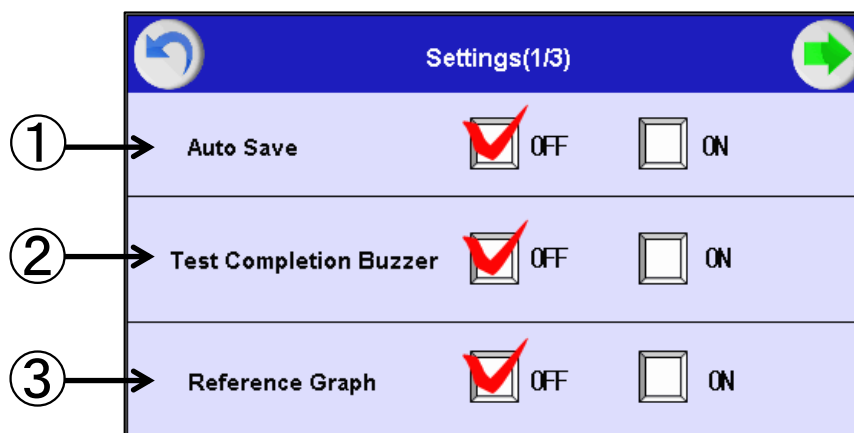 Settings(1/3)
① Auto Save OFF ON
② Test Completion Buzzer OFF ON
③ Reference Graph OFF ON